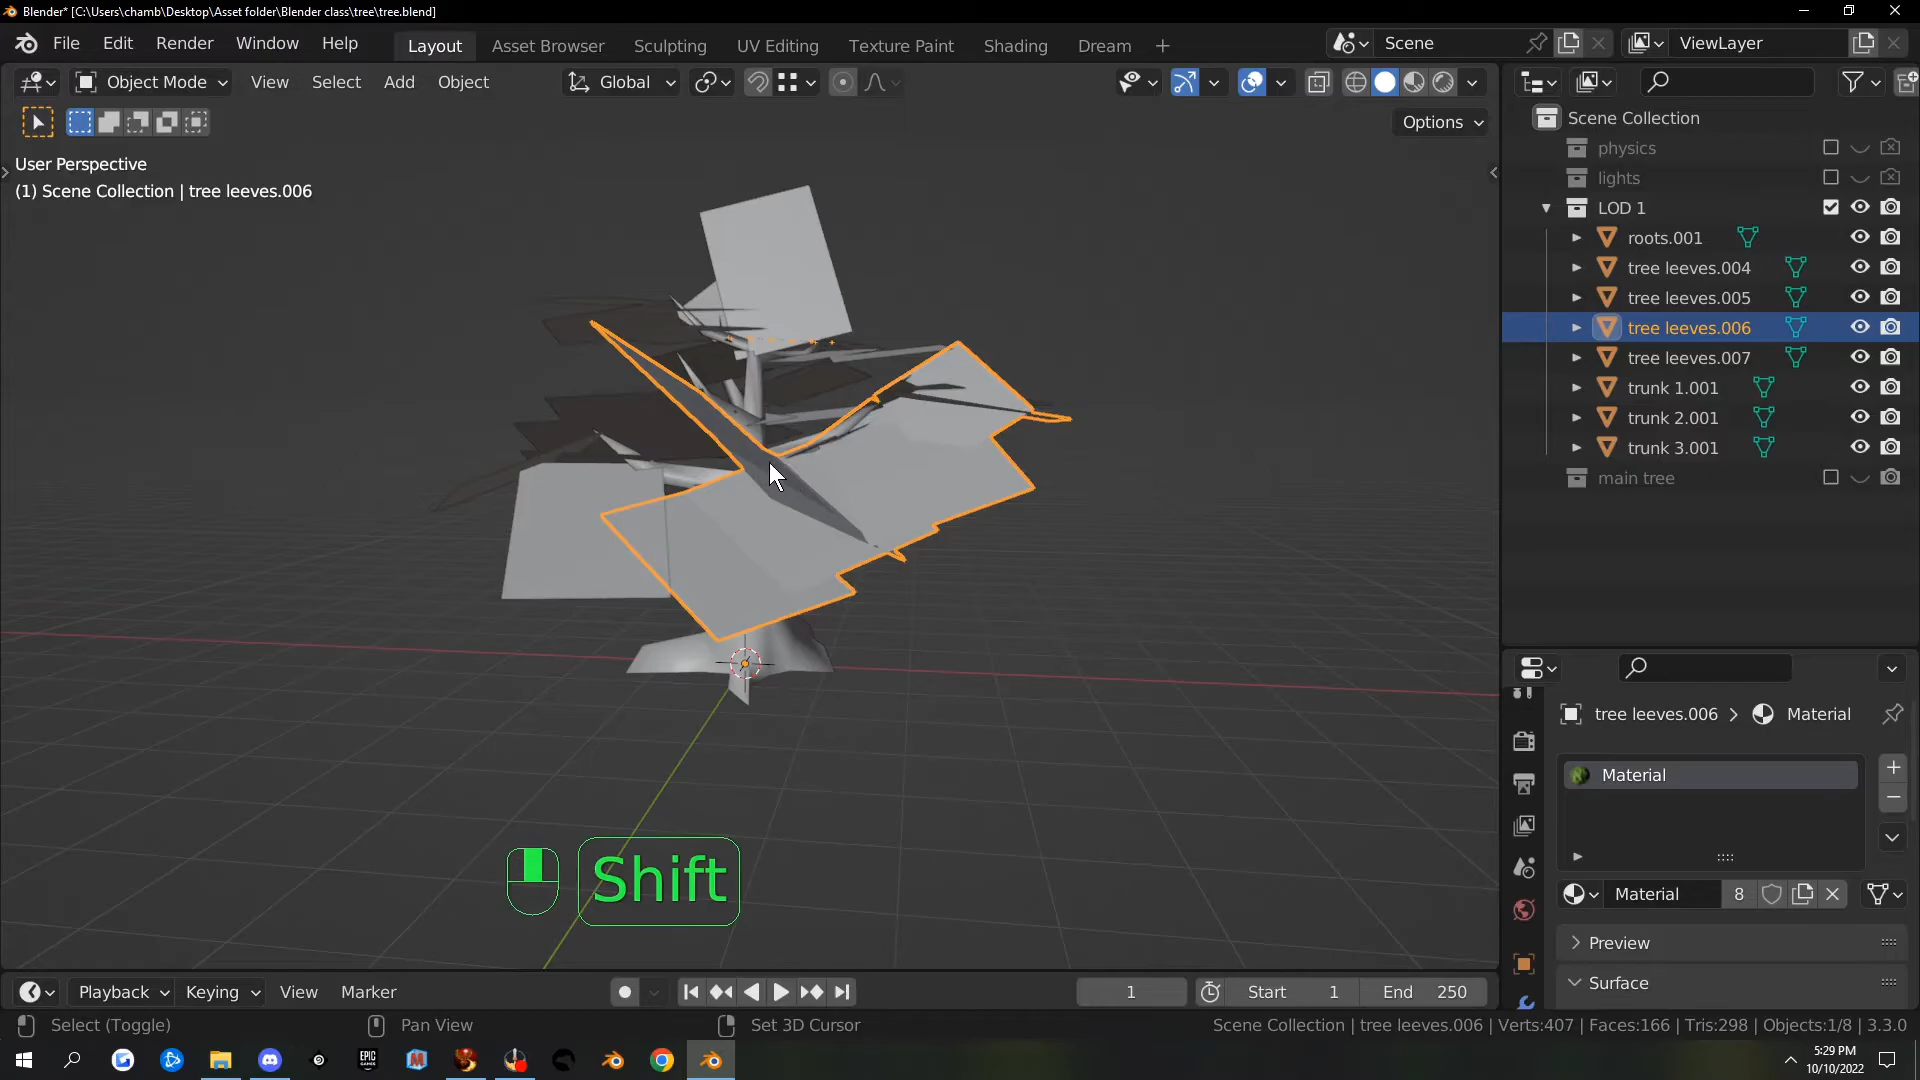 Blender* [C:\Users\chamb\Desktop\Asset folder\Blender class\tree\tree.blend]
File Edit Render Window Help Layout Asset Browser Sculpting UV Editing Texture Paint Shading Dream + Scene ViewLayer
Object Mode View Select Add Object Global
Options
User Perspective
(1) Scene Collection | tree leeves.006
Scene Collection
physics
lights
LOD 1
roots.001
tree leeves.004
tree leeves.005
tree leeves.006
tree leeves.007
trunk 1.001
trunk 2.001
trunk 3.001
main tree
tree leeves.006 > Material
Material
Material 8
Preview
Surface
Shift
Playback Keying View Marker 1 Start 1 End 250
Select (Toggle) Pan View Set 3D Cursor Scene Collection | tree leeves.006 | Verts:407 | Faces:166 | Tris:298 | Objects:1/8 | 3.3.0
EPIC GAMES
5:29 PM
10/10/2022